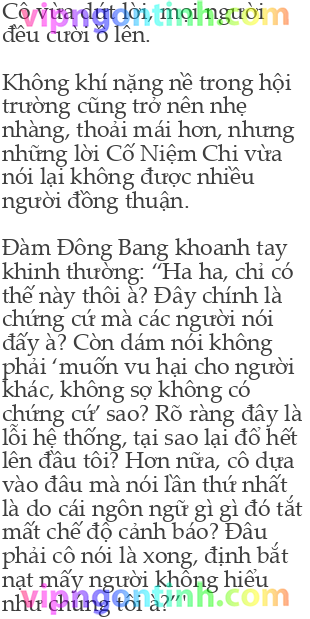 Cô vừa dứt lời, mọi người
đều cười ồ lên.
Không khí nặng nề trong hội
trường cũng trở nên nhẹ
nhàng, thoải mái hơn, nhưng
những lời Cố Niệm Chi vừa
nói lại không được nhiều
người đồng thuận.
Đàm Đông Bang khoanh tay
khinh thường: “Ha ha, chỉ có
thế này thôi à? Đây chính là
chứng cứ mà các người nói
đấy à? Còn dám nói không
phải ‘muốn vu hại cho người
khác, không sợ không có
chứng cứ’ sao? Rõ ràng đây là
lỗi hệ thống, tại sao lại đổ hết
lên đầu tôi? Hơn nữa, cô dựa
vào đâu mà nói lần thứ nhất
là do cái ngôn ngữ gì gì đó tắt
mất chế độ cảnh báo? Đâu
phải cô nói là xong, định bắt
nạt mấy người không hiểu
như chúng tôi à?”
vipngontinh.com
vipngontinh.com